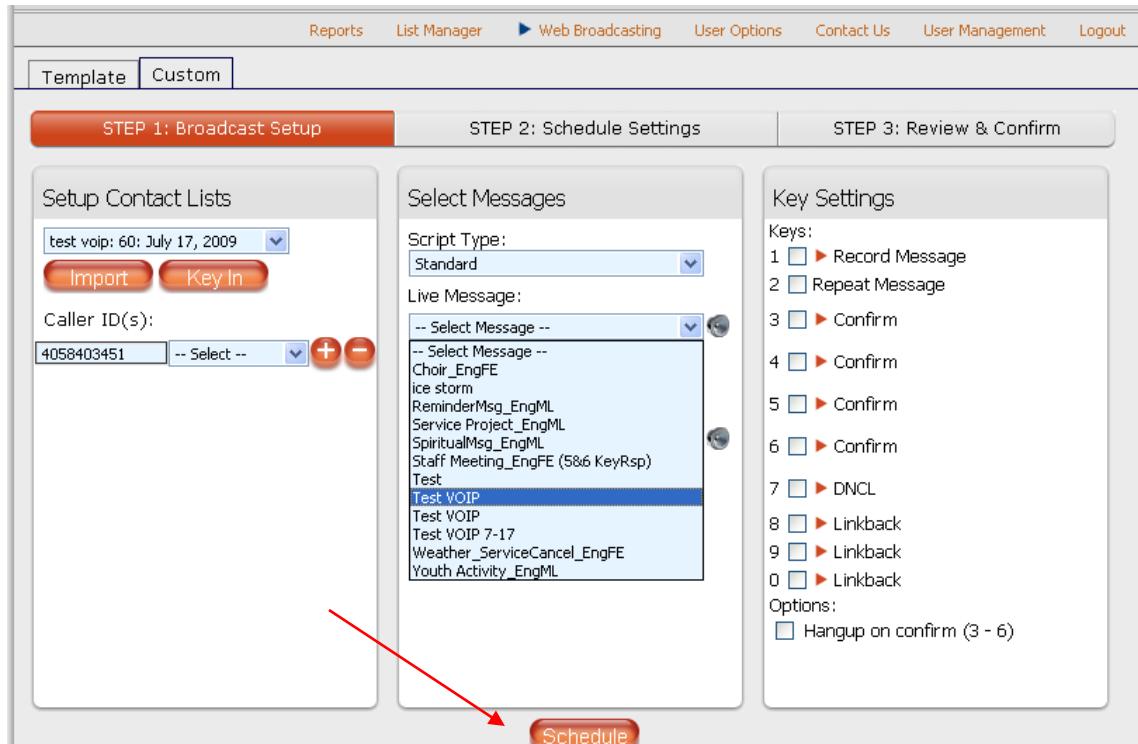 Reports List Manager Web Broadcasting User Options Contact Us User Management Logout
Template Custom
STEP 1: Broadcast Setup STEP 2: Schedule Settings STEP 3: Review & Confirm
Setup Contact Lists
test voip: 60: July 17, 2009
Import Key In
Caller ID(s):
4058403451 -- Select --
Select Messages
Script Type:
Standard
Live Message:
-- Select Message --
-- Select Message --
Choir_EngFE
ice storm
ReminderMsg_EngML
Service Project_EngML
SpiritualMsg_EngML
Staff Meeting_EngFE (5&6 KeyRsp)
Test
Test VOIP
Test VOIP
Test VOIP 7-17
Weather_ServiceCancel_EngFE
Youth Activity_EngML
Key Settings
Keys:
1 Record Message
2 Repeat Message
3 Confirm
4 Confirm
5 Confirm
6 Confirm
7 DNCL
8 Linkback
9 Linkback
0 Linkback
Options:
Hangup on confirm (3 - 6)
Schedule